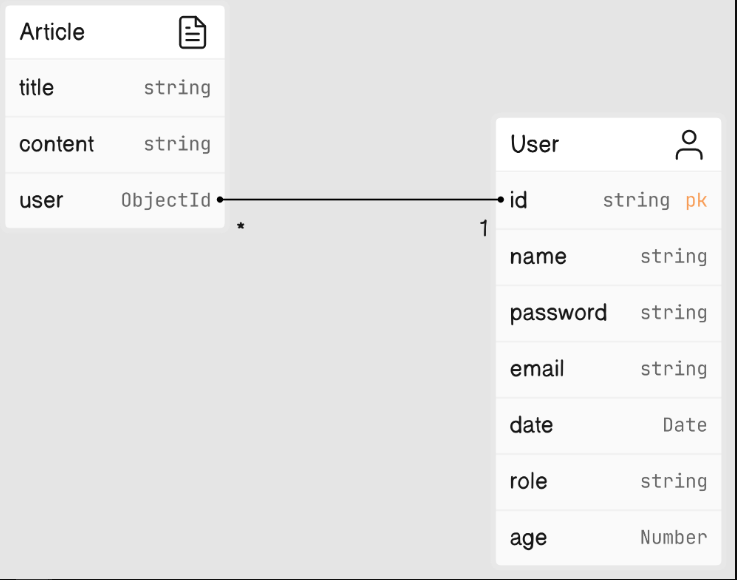 Article
title string
content string
user ObjectId
*
1
User
id string pk
name string
password string
email string
date Date
role string
age Number